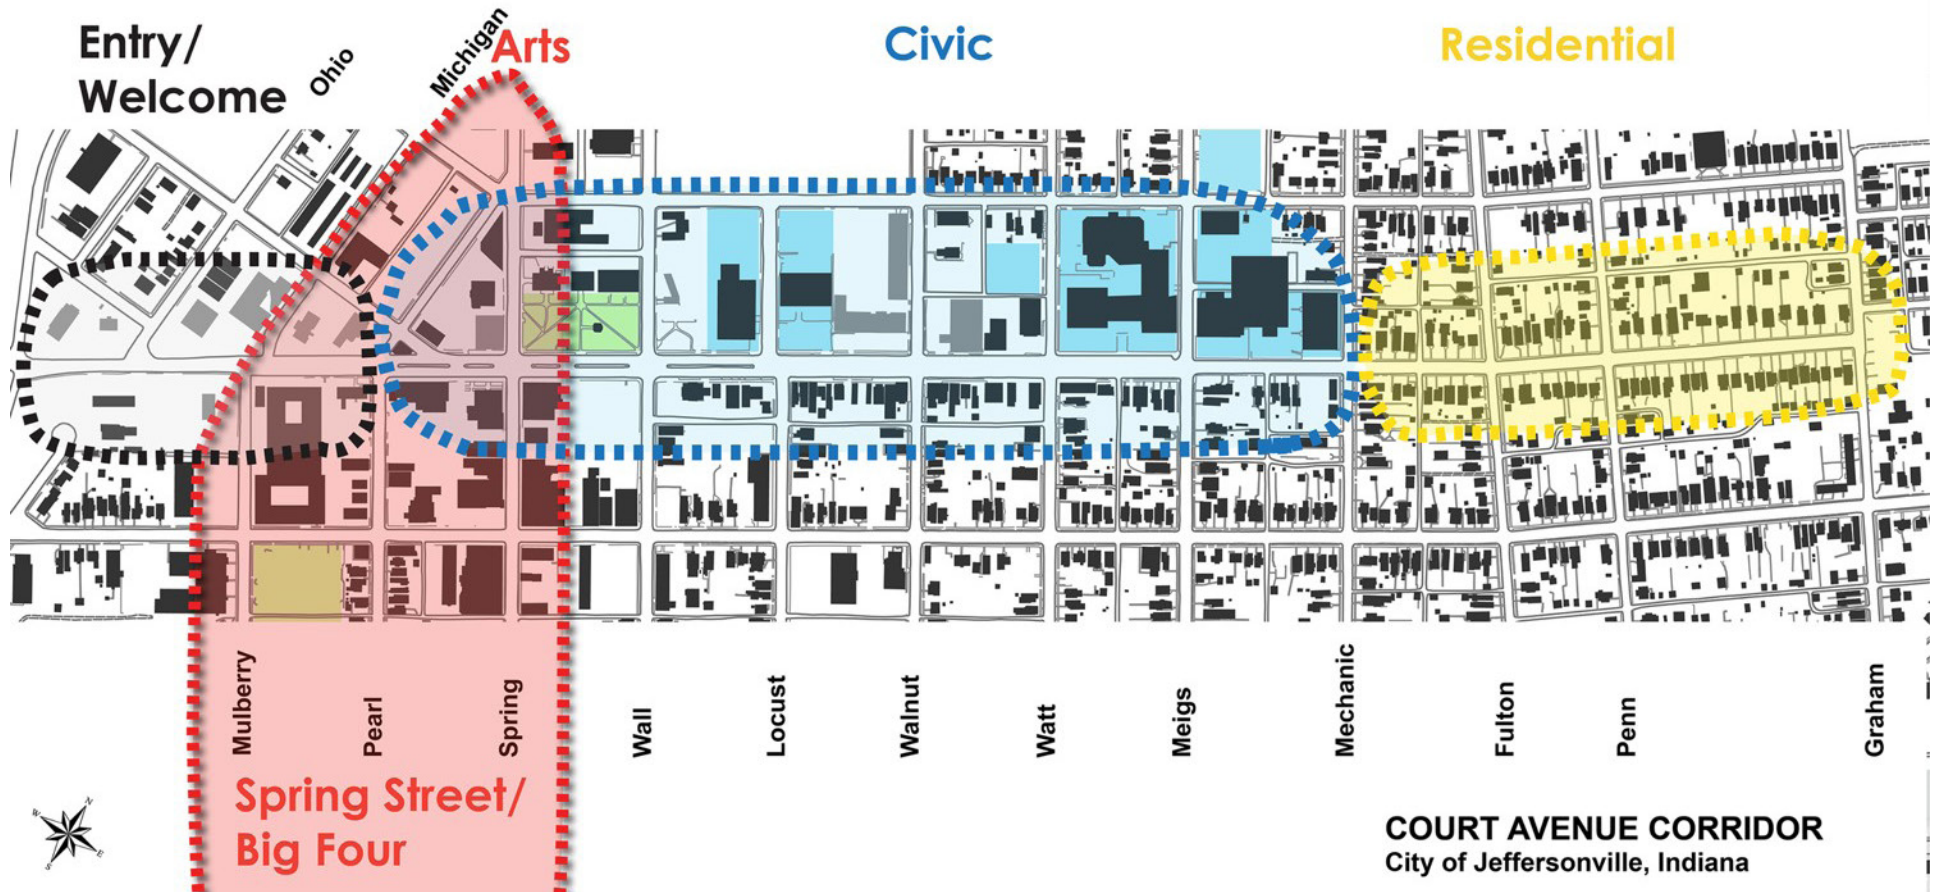 Entry/
Welcome
Ohio
Michigan
Arts
Civic
Residential
Mulberry
Pearl
Spring
Wall
Locust
Walnut
Watt
Meigs
Mechanic
Fulton
Penn
Graham
Spring Street/
Big Four
N
W
E
S
COURT AVENUE CORRIDOR
City of Jeffersonville, Indiana